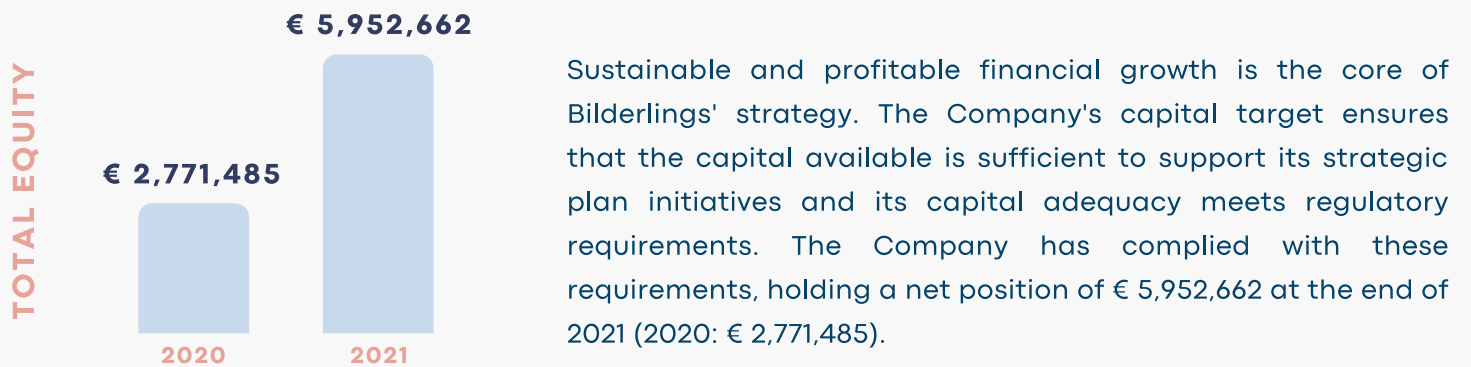 TOTAL EQUITY
€ 5,952,662
€ 2,771,485
2020
2021
Sustainable and profitable financial growth is the core of
Bilderlings' strategy. The Company's capital target ensures
that the capital available is sufficient to support its strategic
plan initiatives and its capital adequacy meets regulatory
requirements. The Company has complied with these
requirements, holding a net position of € 5,952,662 at the end of
2021 (2020: € 2,771,485).